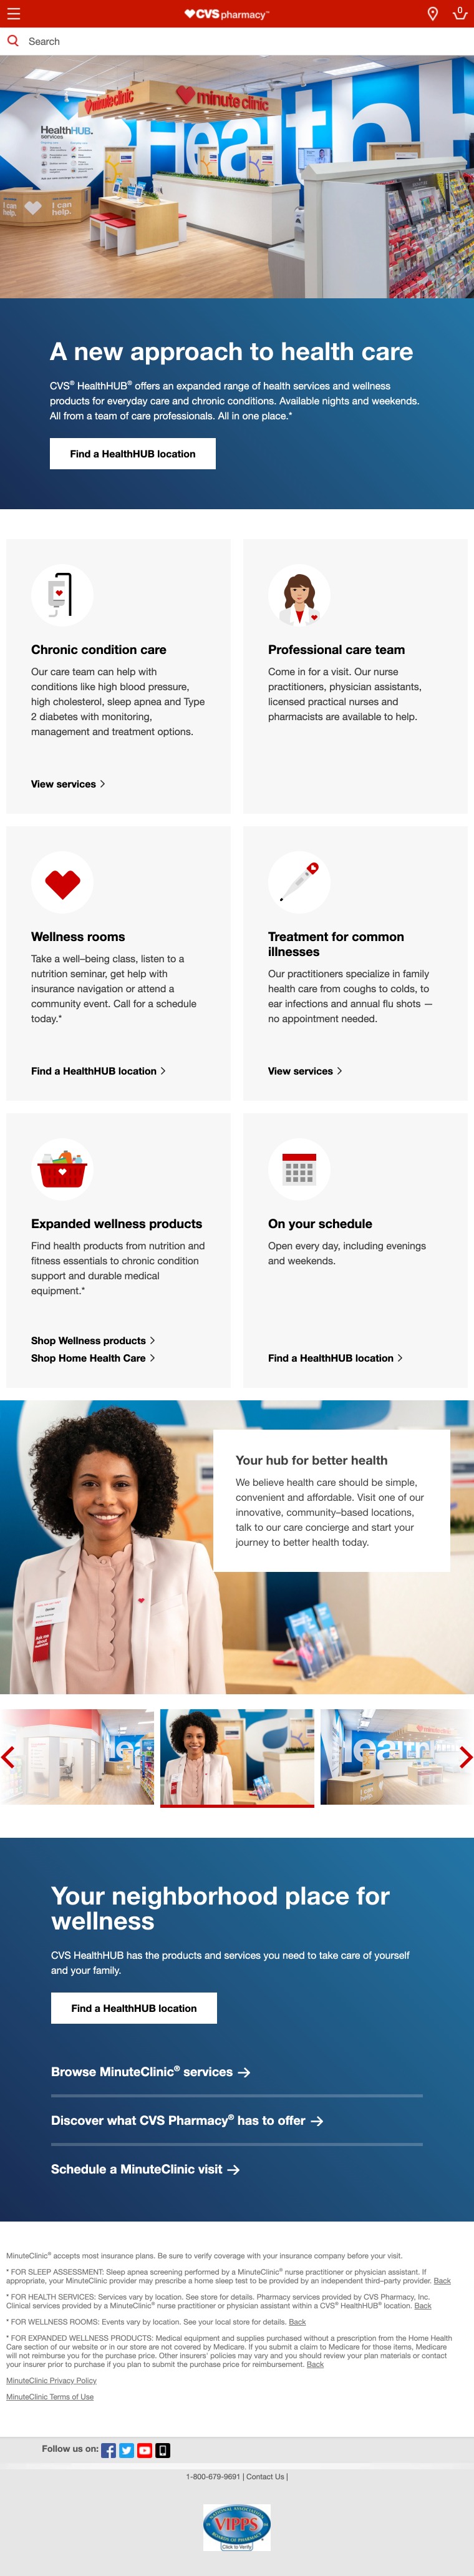 CVS pharmacy™
0
Search
minute clinic
minute clinic
HealthHUB.
services
Health
I can help.
I can help.
A new approach to health care
CVS® HealthHUB® offers an expanded range of health services and wellness
products for everyday care and chronic conditions. Available nights and weekends.
All from a team of care professionals. All in one place.*
Find a HealthHUB location
Chronic condition care
Our care team can help with
conditions like high blood pressure,
high cholesterol, sleep apnea and Type
2 diabetes with monitoring,
management and treatment options.
View services
Professional care team
Come in for a visit. Our nurse
practitioners, physician assistants,
licensed practical nurses and
pharmacists are available to help.
Wellness rooms
Take a well–being class, listen to a
nutrition seminar, get help with
insurance navigation or attend a
community event. Call for a schedule
today.*
Find a HealthHUB location
Treatment for common
illnesses
Our practitioners specialize in family
health care from coughs to colds, to
ear infections and annual flu shots —
no appointment needed.
View services
Expanded wellness products
Find health products from nutrition and
fitness essentials to chronic condition
support and durable medical
equipment.*
Shop Wellness products
Shop Home Health Care
On your schedule
Open every day, including evenings
and weekends.
Find a HealthHUB location
Your hub for better health
We believe health care should be simple,
convenient and affordable. Visit one of our
innovative, community–based locations,
talk to our care concierge and start your
journey to better health today.
Your neighborhood place for
wellness
CVS HealthHUB has the products and services you need to take care of yourself
and your family.
Find a HealthHUB location
Browse MinuteClinic® services
Discover what CVS Pharmacy® has to offer
Schedule a MinuteClinic visit
MinuteClinic® accepts most insurance plans. Be sure to verify coverage with your insurance company before your visit.
* FOR SLEEP ASSESSMENT: Sleep apnea screening performed by a MinuteClinic® nurse practitioner or physician assistant. If
appropriate, your MinuteClinic provider may prescribe a home sleep test to be provided by an independent third–party provider. Back
* FOR HEALTH SERVICES: Services vary by location. See store for details. Pharmacy services provided by CVS Pharmacy, Inc.
Clinical services provided by a MinuteClinic® nurse practitioner or physician assistant within a CVS® HealthHUB® location. Back
* FOR WELLNESS ROOMS: Events vary by location. See your local store for details. Back
* FOR EXPANDED WELLNESS PRODUCTS: Medical equipment and supplies purchased without a prescription from the Home Health
Care section of our website or in our store are not covered by Medicare. If you submit a claim to Medicare for those items, Medicare
will not reimburse you for the purchase price. Other insurers' policies may vary and you should review your plan materials or contact
your insurer prior to purchase if you plan to submit the purchase price for reimbursement. Back
MinuteClinic Privacy Policy
MinuteClinic Terms of Use
Follow us on:
1-800-679-9691 | Contact Us |
VIPPS
Click to Verify